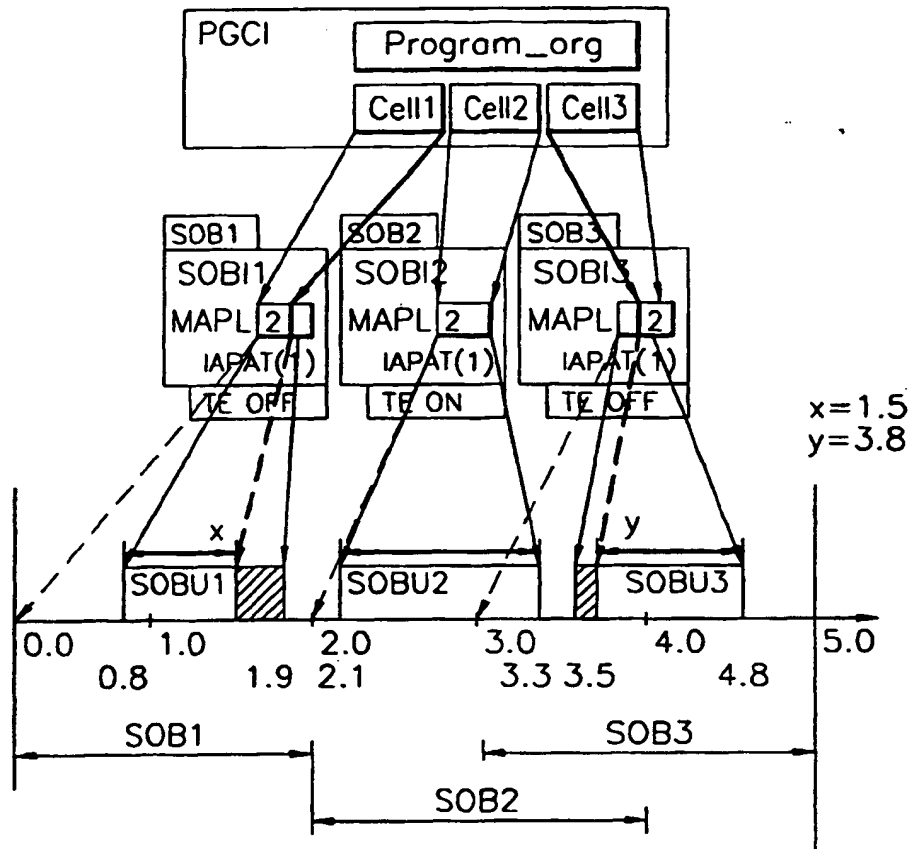 PGCI
Program_org
Cell1 Cell2 Cell3
SOB1 SOB2 SOB3
SOBI1 SOBI2 SOBI3
MAPL 2 MAPL 2 MAPL 2
IAPAT(1) IAPAT(1) IAPAT(1)
TE OFF TE ON TE OFF
x=1.5
y=3.8
x y
SOBU1 SOBU2 SOBU3
0.0 1.0 2.0 3.0 4.0 5.0
0.8 1.9 2.1 3.3 3.5 4.8
SOB1 SOB3
SOB2